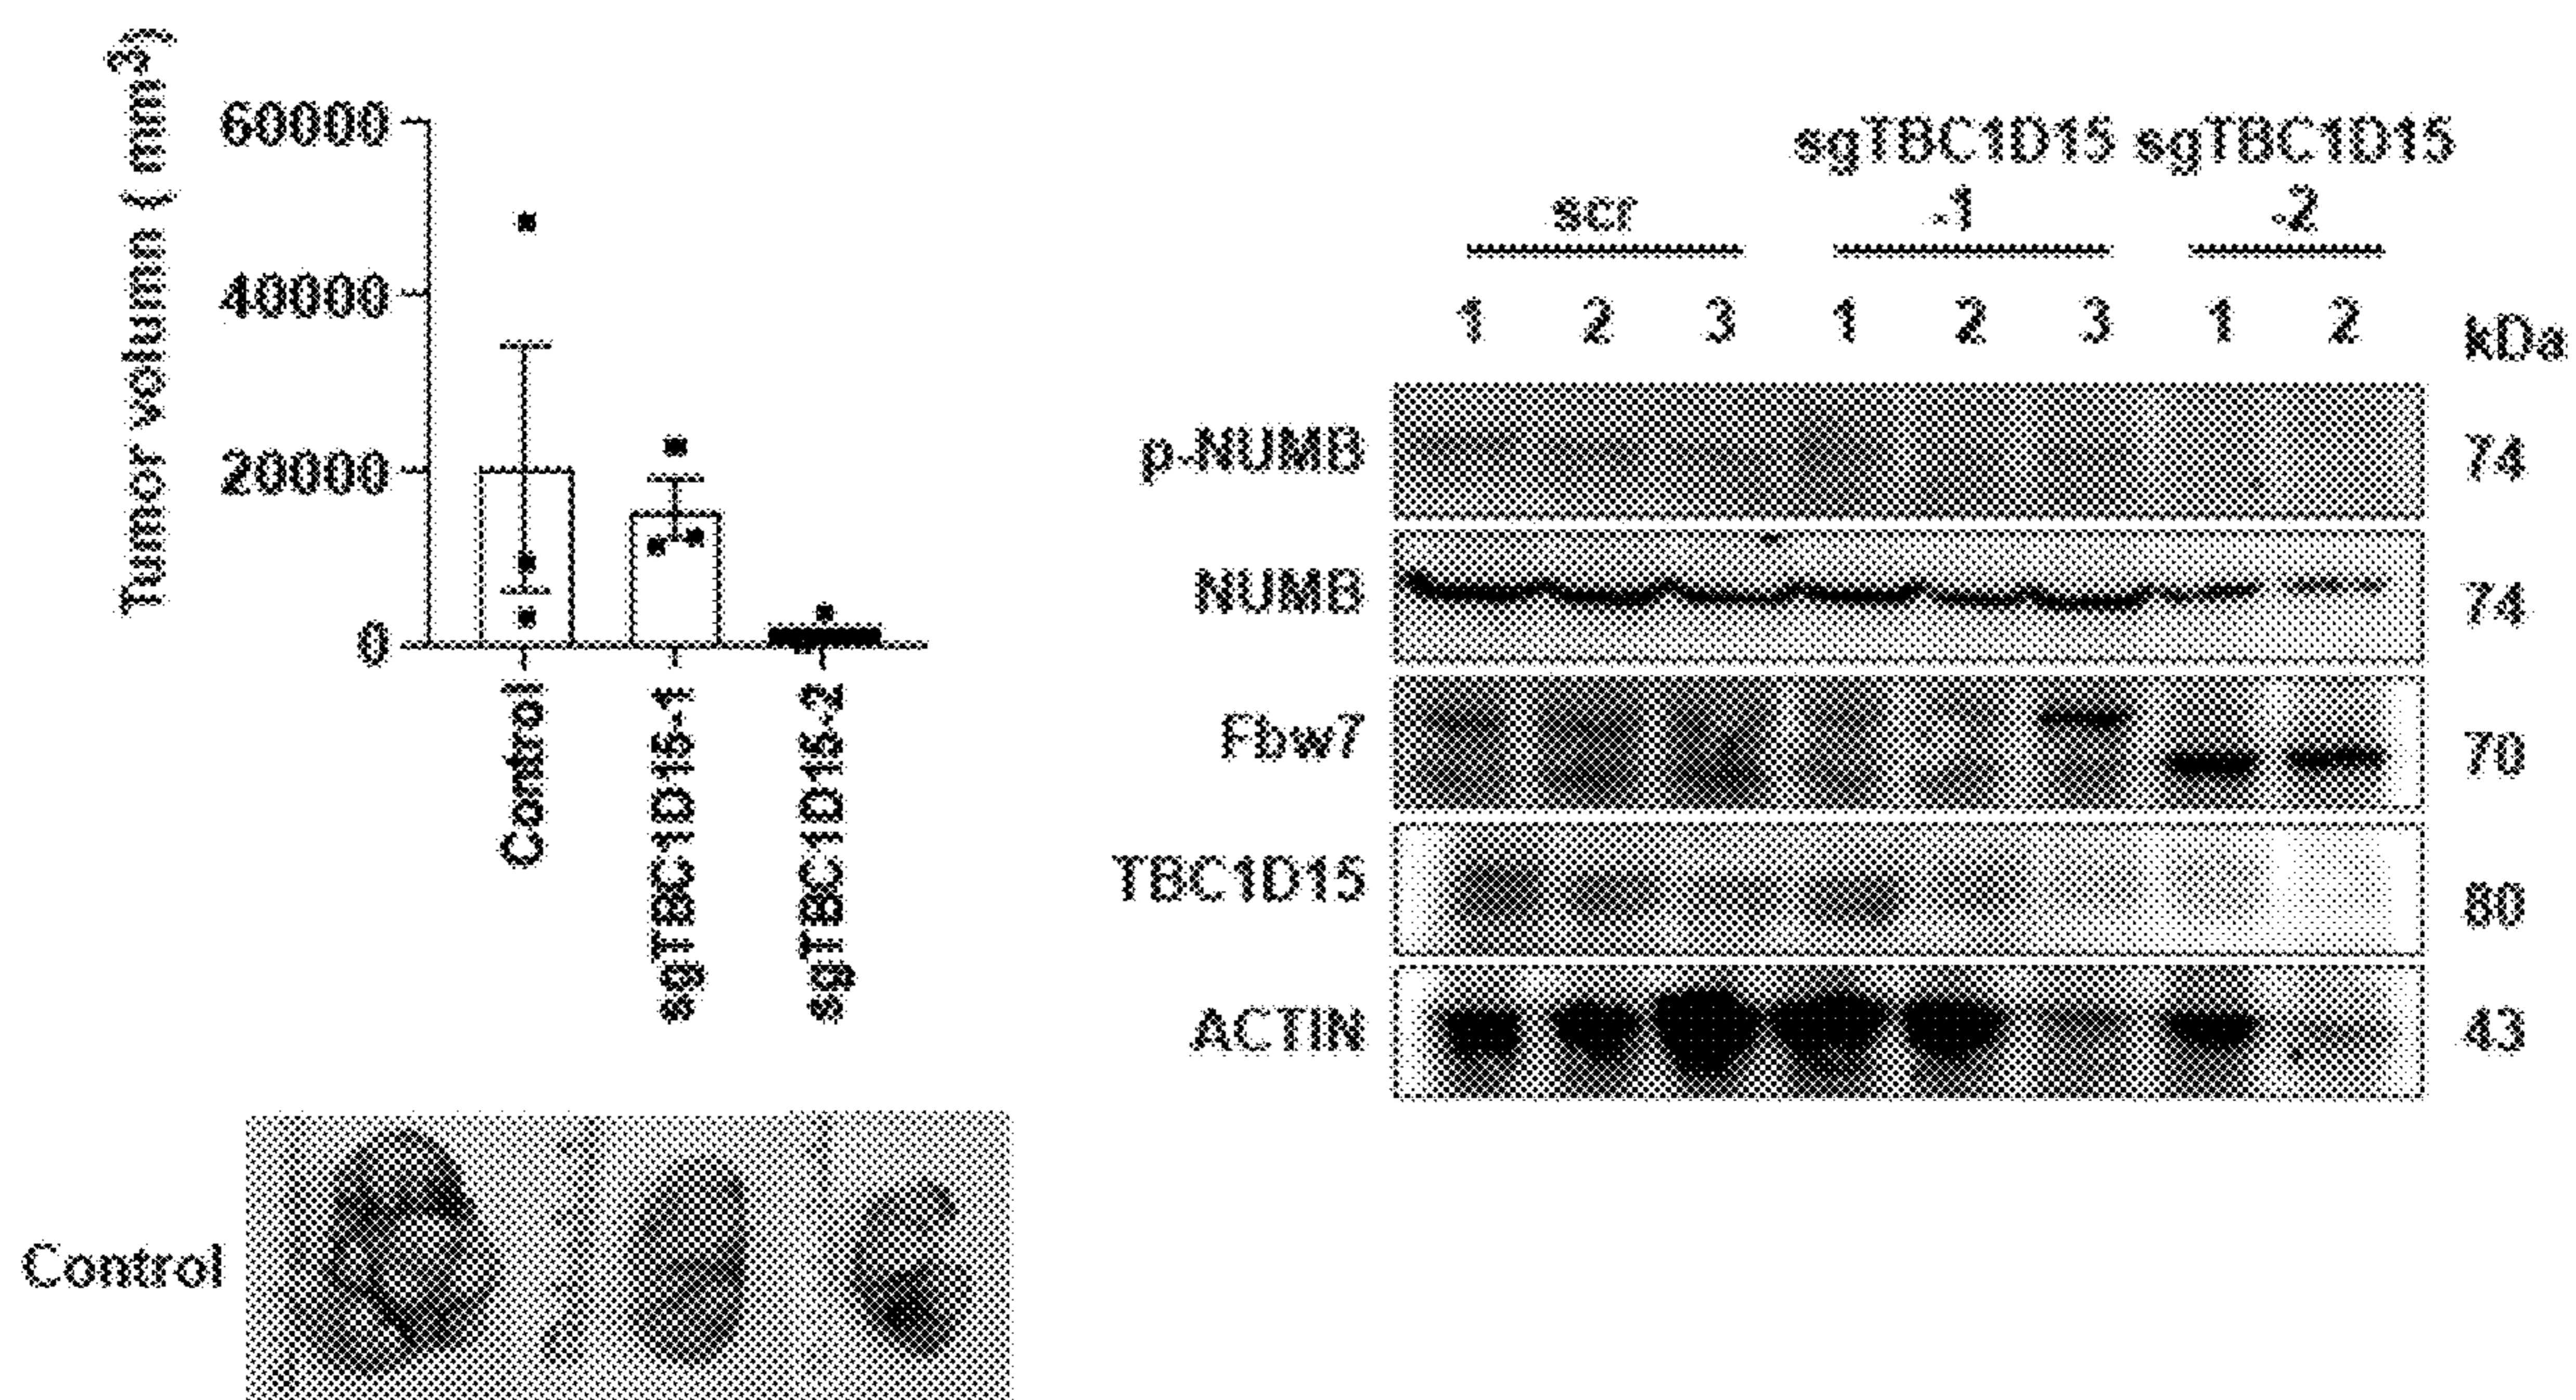 Tumor volumn ( mm3)
60000
40000
20000
0
Control
sgTBC1D15-1
sgTBC1D15-2
sgTBC1D15 sgTBC1D15
scr -1 -2
1 2 3 1 2 3 1 2 kDa
p-NUMB 74
NUMB 74
Fbw7 70
TBC1D15 80
ACTIN 43
Control